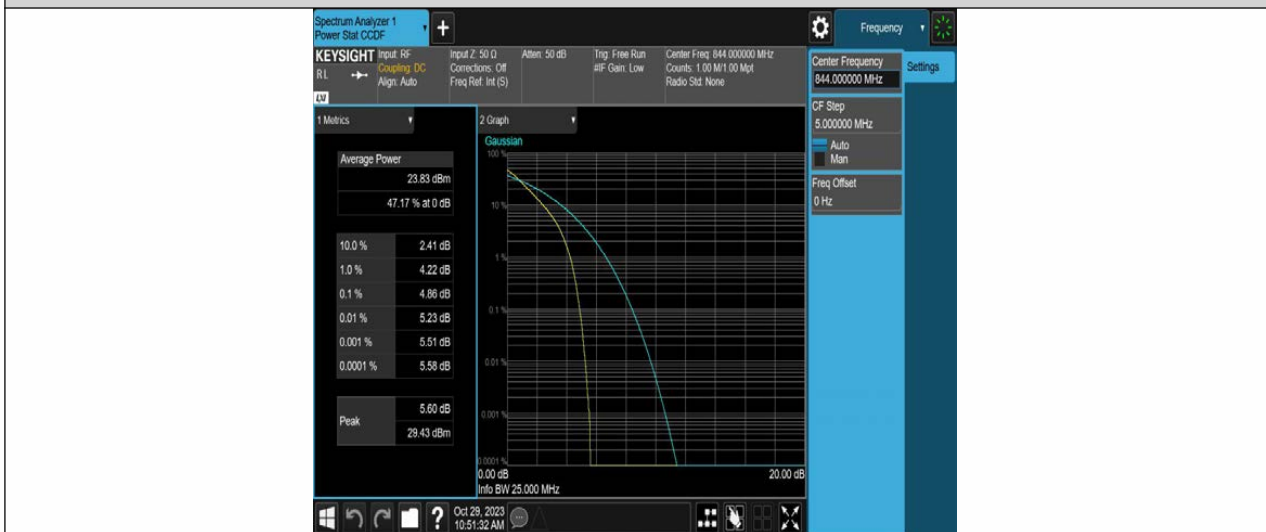 Spectrum Analyzer 1
Power Stat CCDF
+
Frequency
KEYSIGHT
RL
LXI
Input: RF
Coupling: DC
Align: Auto
Input Z: 50 Ω
Corrections: Off
Freq Ref: Int (S)
Atten: 50 dB
Trig: Free Run
#IF Gain: Low
Center Freq: 844.000000 MHz
Counts: 1.00 M/1.00 Mpt
Radio Std: None
Center Frequency
844.000000 MHz
Settings
CF Step
5.000000 MHz
Auto
Man
Freq Offset
0 Hz
1 Metrics
Average Power
23.83 dBm
47.17 % at 0 dB
10.0 % 2.41 dB
1.0 % 4.22 dB
0.1 % 4.86 dB
0.01 % 5.23 dB
0.001 % 5.51 dB
0.0001 % 5.58 dB
Peak
5.60 dB
29.43 dBm
2 Graph
Gaussian
100 %
10 %
1 %
0.1 %
0.01 %
0.001 %
0.0001 %
0.00 dB 20.00 dB
Info BW 25.000 MHz
?
Oct 29, 2023
10:51:32 AM